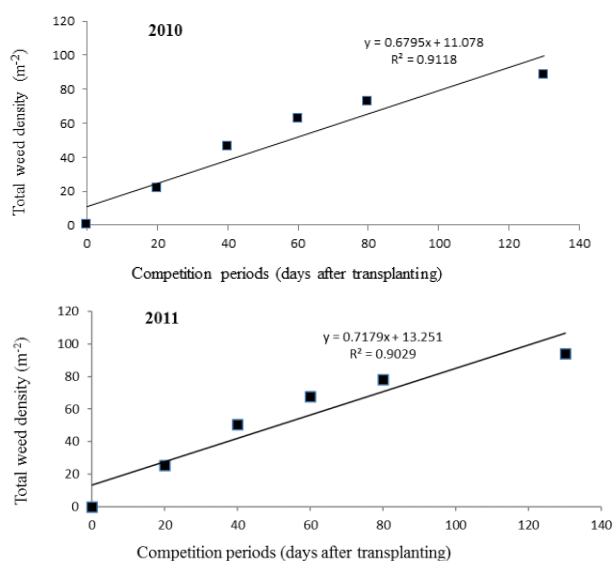 2010
y = 0.6795x + 11.078
R² = 0.9118
Total weed density (m⁻²)
120
100
80
60
40
20
0
0 20 40 60 80 100 120 140
Competition periods (days after transplanting)
2011
y = 0.7179x + 13.251
R² = 0.9029
Total weed density (m⁻²)
120
100
80
60
40
20
0
0 20 40 60 80 100 120 140
Competition periods (days after transplanting)